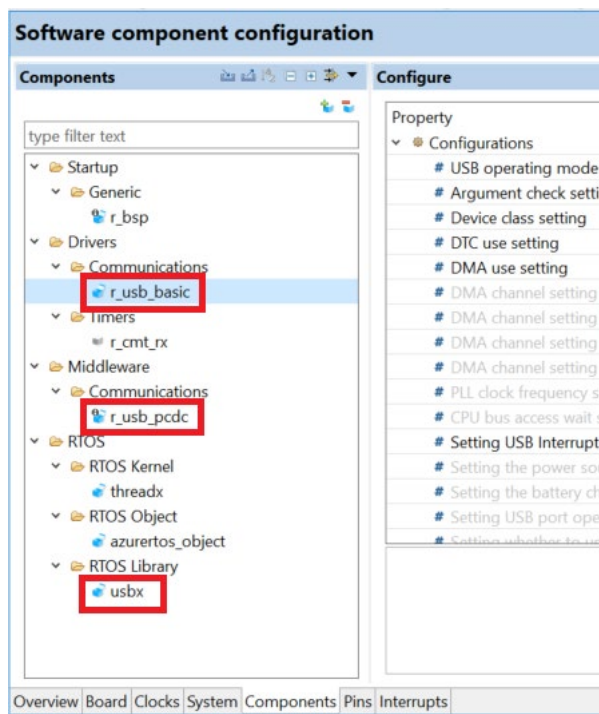 Software component configuration
Components
Configure
type filter text
Startup
Generic
r_bsp
Drivers
Communications
r_usb_basic
Timers
r_cmt_rx
Middleware
Communications
r_usb_pcdc
RTOS
RTOS Kernel
threadx
RTOS Object
azurertos_object
RTOS Library
usbx
Property
Configurations
# USB operating mode
# Argument check setti
# Device class setting
# DTC use setting
# DMA use setting
# DMA channel setting
# DMA channel setting
# DMA channel setting
# DMA channel setting
# PLL clock frequency s
# CPU bus access wait s
# Setting USB Interrupt
# Setting the power so
# Setting the battery ch
# Setting USB port ope
# Setting whether to us
Overview Board Clocks System Components Pins Interrupts